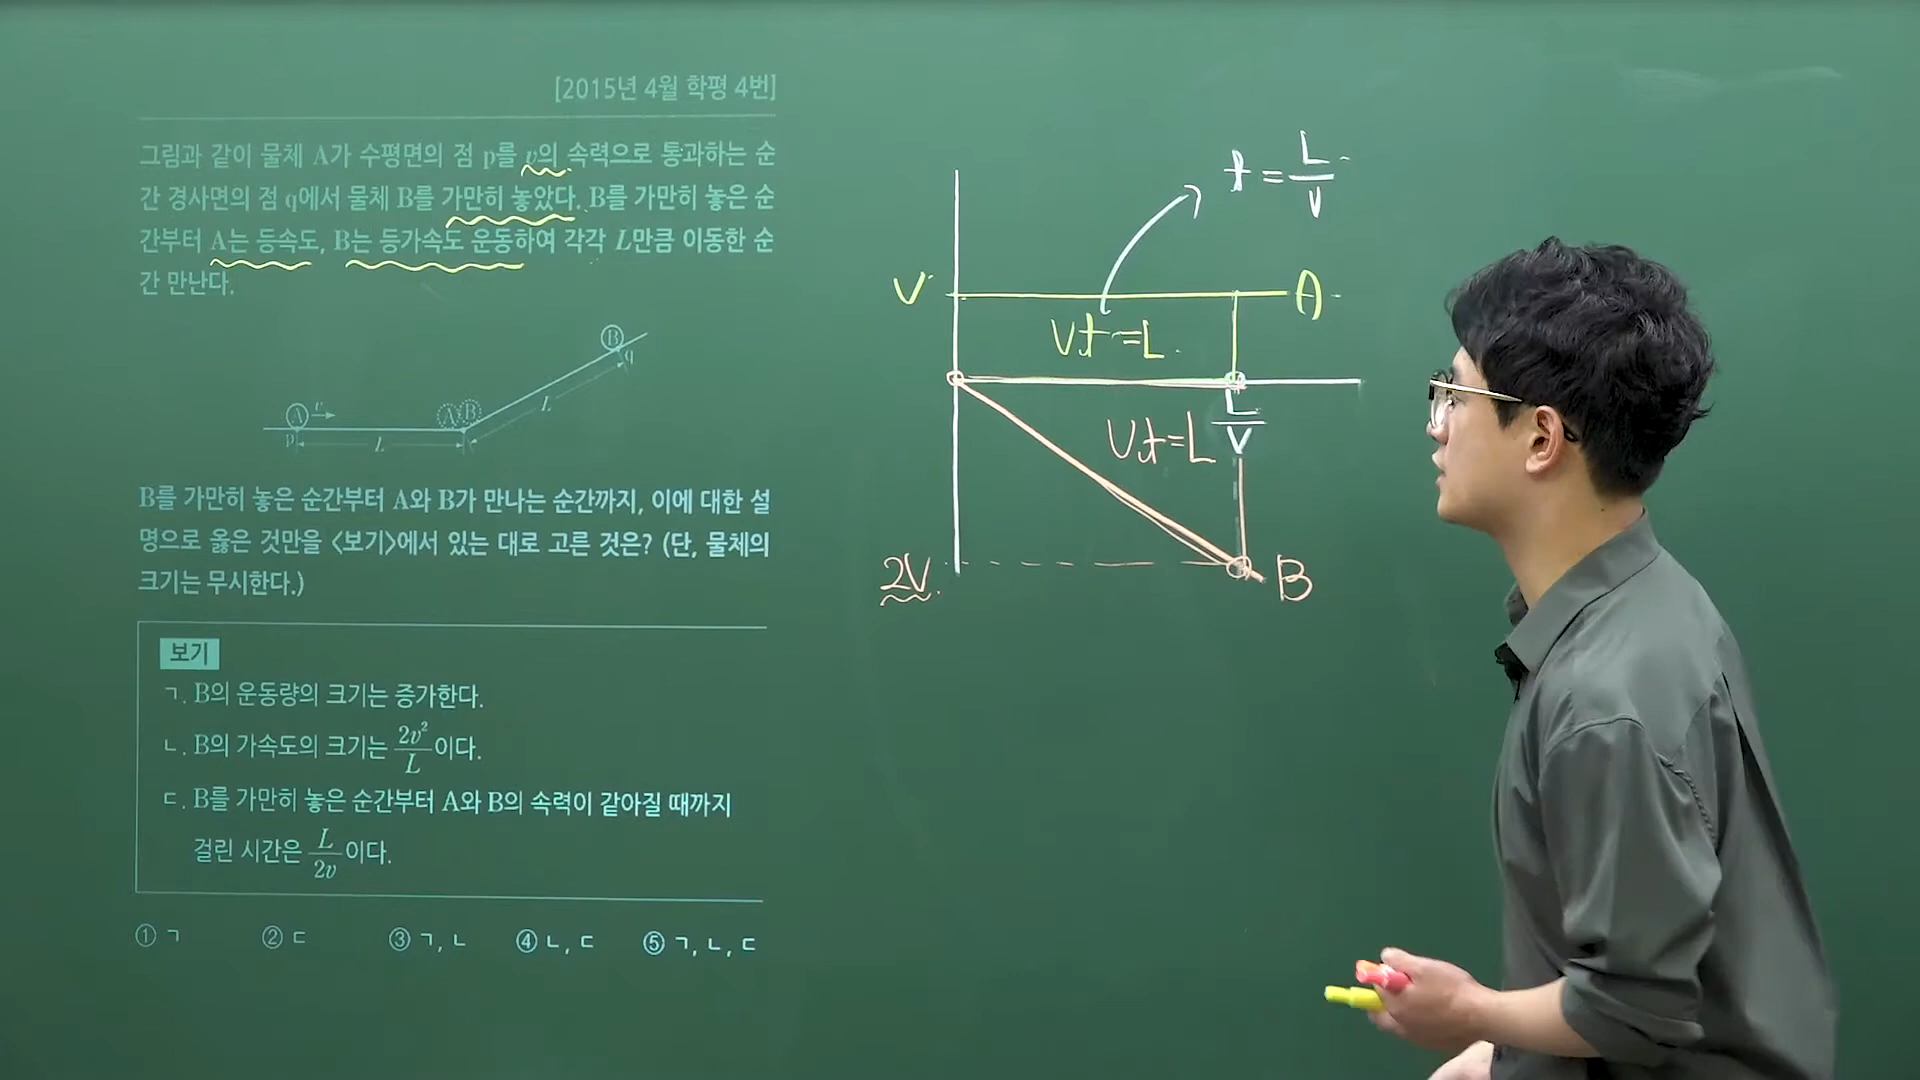 [2015년 4월 학평 4번]
그림과 같이 물체 A가 수평면의 점 p를 v의 속력으로 통과하는 순
간 경사면의 점 q에서 물체 B를 가만히 놓았다. B를 가만히 놓은 순
간부터 A는 등속도, B는 등가속도 운동하여 각각 L만큼 이동한 순
간 만난다.
B
q
A v A B L
p L
B를 가만히 놓은 순간부터 A와 B가 만나는 순간까지, 이에 대한 설
명으로 옳은 것만을 <보기>에서 있는 대로 고른 것은? (단, 물체의
크기는 무시한다.)
보기
ㄱ. B의 운동량의 크기는 증가한다.
ㄴ. B의 가속도의 크기는 2v²/L이다.
ㄷ. B를 가만히 놓은 순간부터 A와 B의 속력이 같아질 때까지
걸린 시간은 L/2v이다.
① ㄱ ② ㄷ ③ ㄱ, ㄴ ④ ㄴ, ㄷ ⑤ ㄱ, ㄴ, ㄷ
t = L/V
V A
Vt=L
L/V
Vt=L
2V B